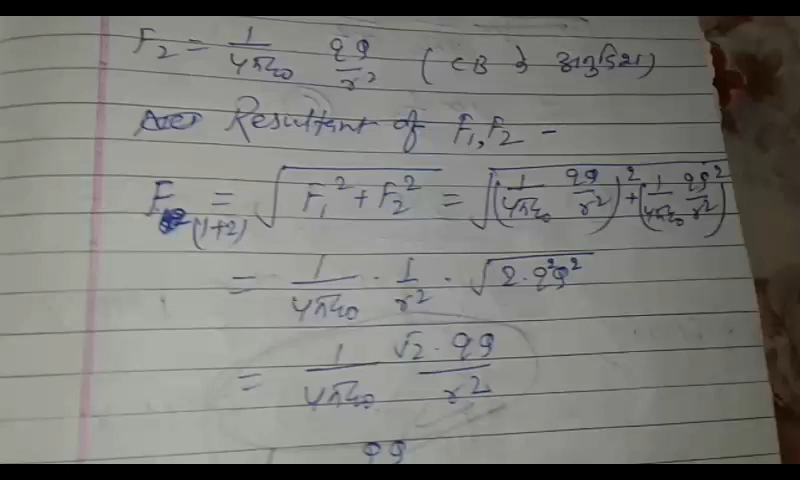 F₂ = 1/4πε₀ qQ/r² (CB के अनुदिश)
Resultant of F₁, F₂ -
F(1+2) = √(F₁² + F₂²) = √((1/4πε₀ qQ/r²)² + (1/4πε₀ qQ/r²)²)
= 1/4πε₀ · 1/r² · √(2·q²Q²)
= 1/4πε₀ √2·qQ/r²
qQ